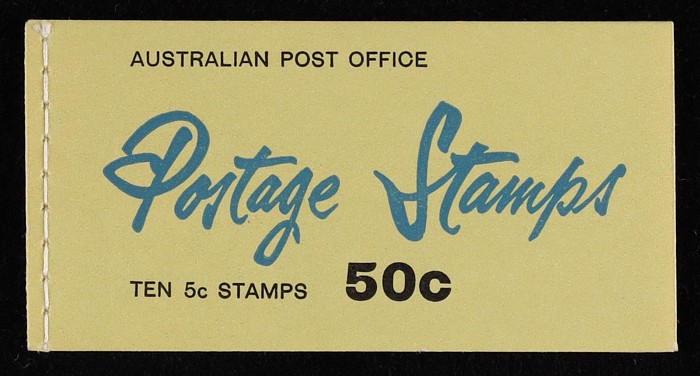 AUSTRALIAN POST OFFICE
Postage Stamps
TEN 5c STAMPS 50c